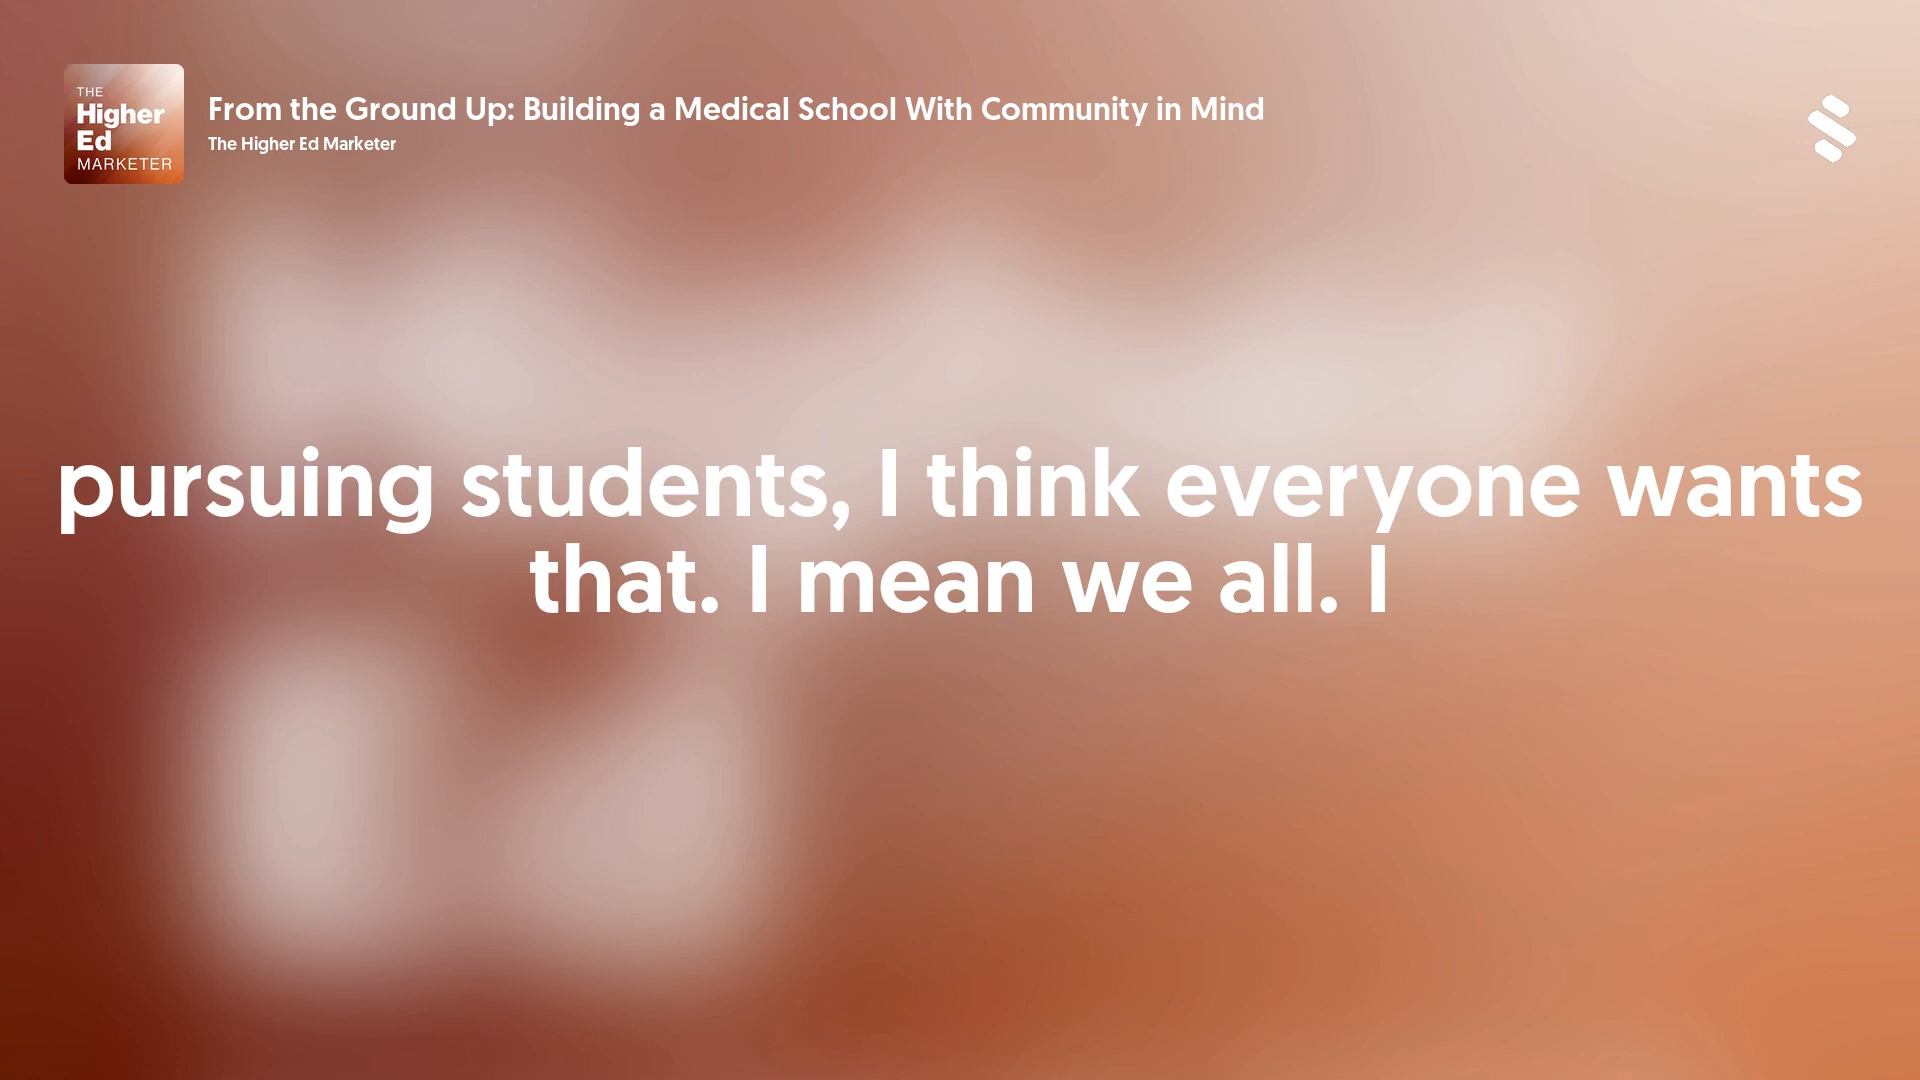 THE
Higher
Ed
MARKETER
From the Ground Up: Building a Medical School With Community in Mind
The Higher Ed Marketer
pursuing students, I think everyone wants
that. I mean we all. I